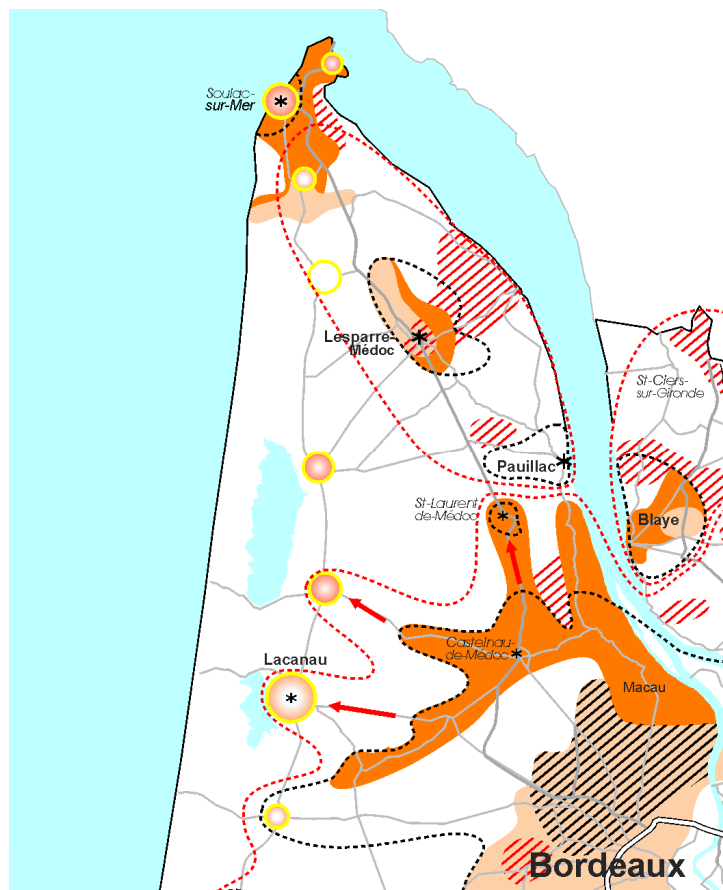 Soulac-
sur-Mer
Lesparre-
Médoc
St-Ciers-
sur-Gironde
Pauillac
St-Laurent
de-Médoc
Blaye
Castelnau-
de-Médoc
Lacanau
Macau
Bordeaux